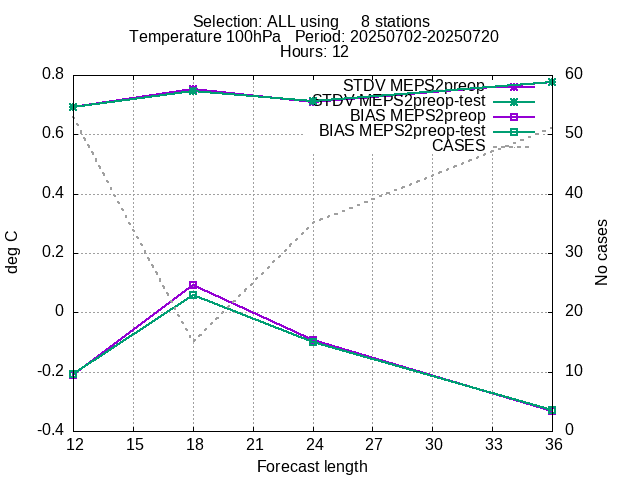 Selection: ALL using     8 stations
Temperature 100hPa   Period: 20250702-20250720
Hours: 12
STDV MEPS2preop
STDV MEPS2preop-test
BIAS MEPS2preop
BIAS MEPS2preop-test
CASES
0.8
0.6
0.4
0.2
0
-0.2
-0.4
60
50
40
30
20
10
0
deg C
No cases
12 15 18 21 24 27 30 33 36
Forecast length